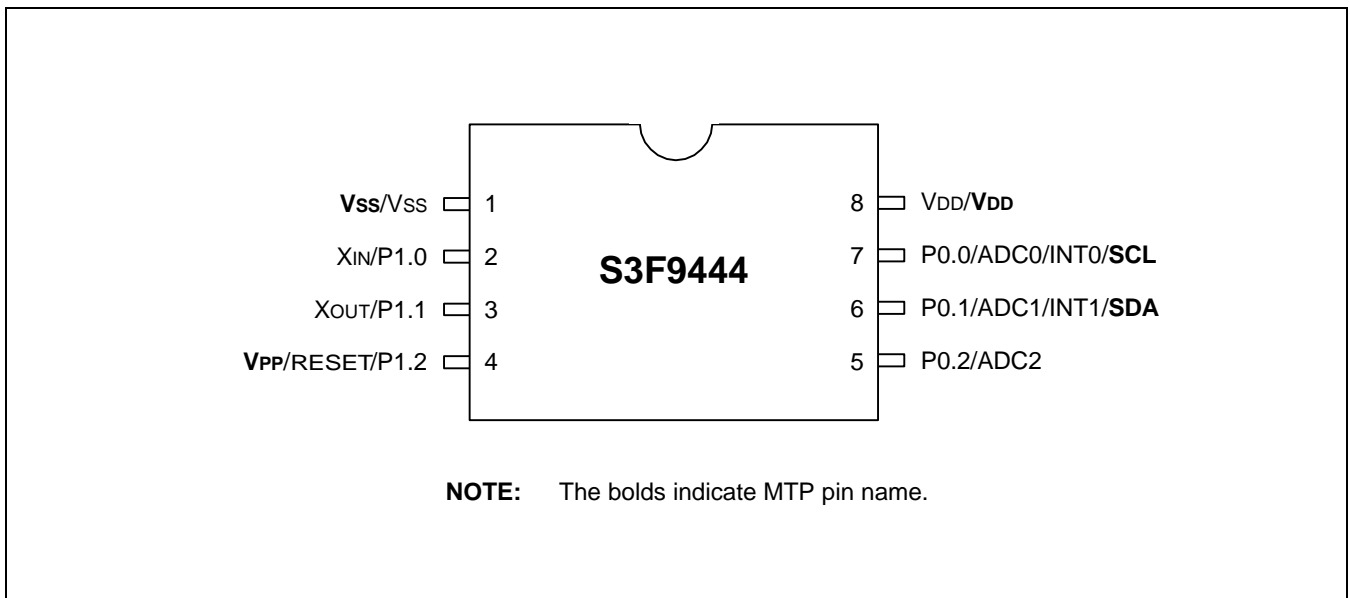 Vss/Vss 1 8 VDD/VDD
XIN/P1.0 2 S3F9444 7 P0.0/ADC0/INT0/SCL
XOUT/P1.1 3 6 P0.1/ADC1/INT1/SDA
VPP/RESET/P1.2 4 5 P0.2/ADC2
NOTE: The bolds indicate MTP pin name.